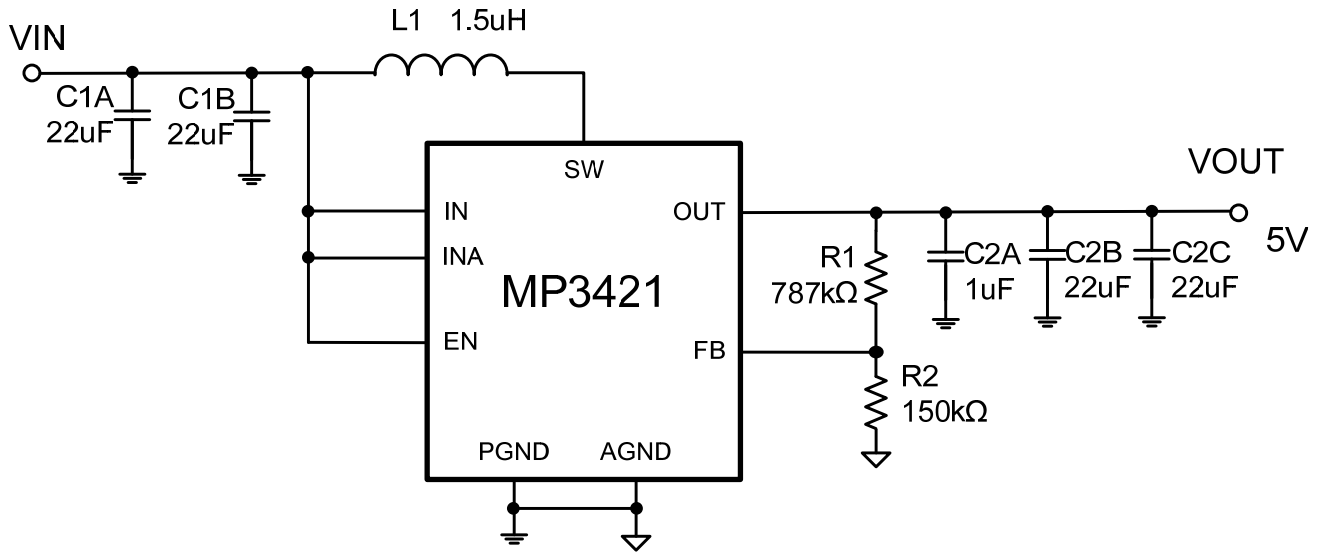 L1 1.5uH
VIN
C1A
22uF
C1B
22uF
SW
VOUT
5V
IN
OUT
INA
MP3421
R1
787kΩ
C2A
1uF
C2B
22uF
C2C
22uF
EN
FB
R2
150kΩ
PGND
AGND